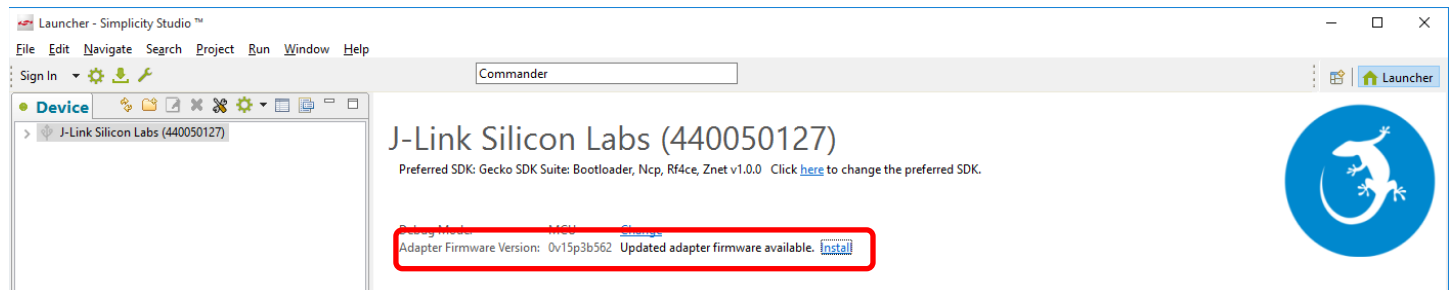 Launcher - Simplicity Studio ™
File Edit Navigate Search Project Run Window Help
Sign In
Commander
Launcher
Device
J-Link Silicon Labs (440050127)
J-Link Silicon Labs (440050127)
Preferred SDK: Gecko SDK Suite: Bootloader, Ncp, Rf4ce, Znet v1.0.0 Click here to change the preferred SDK.
Debug Mode: MCU Change
Adapter Firmware Version: 0v15p3b562 Updated adapter firmware available. Install